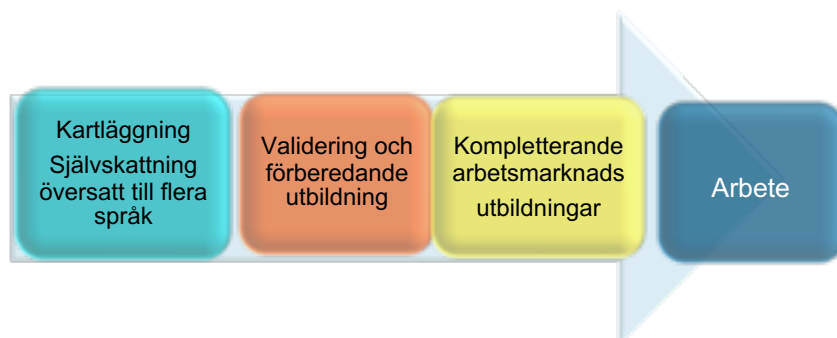 Kartläggning
Självskattning
översatt till flera
språk
Validering och
förberedande
utbildning
Kompletterande
arbetsmarknads
utbildningar
Arbete